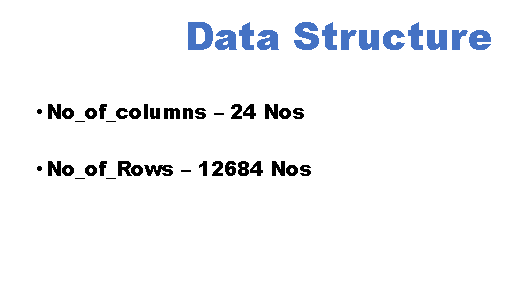 Data Structure
• No_of_columns – 24 Nos
• No_of_Rows – 12684 Nos